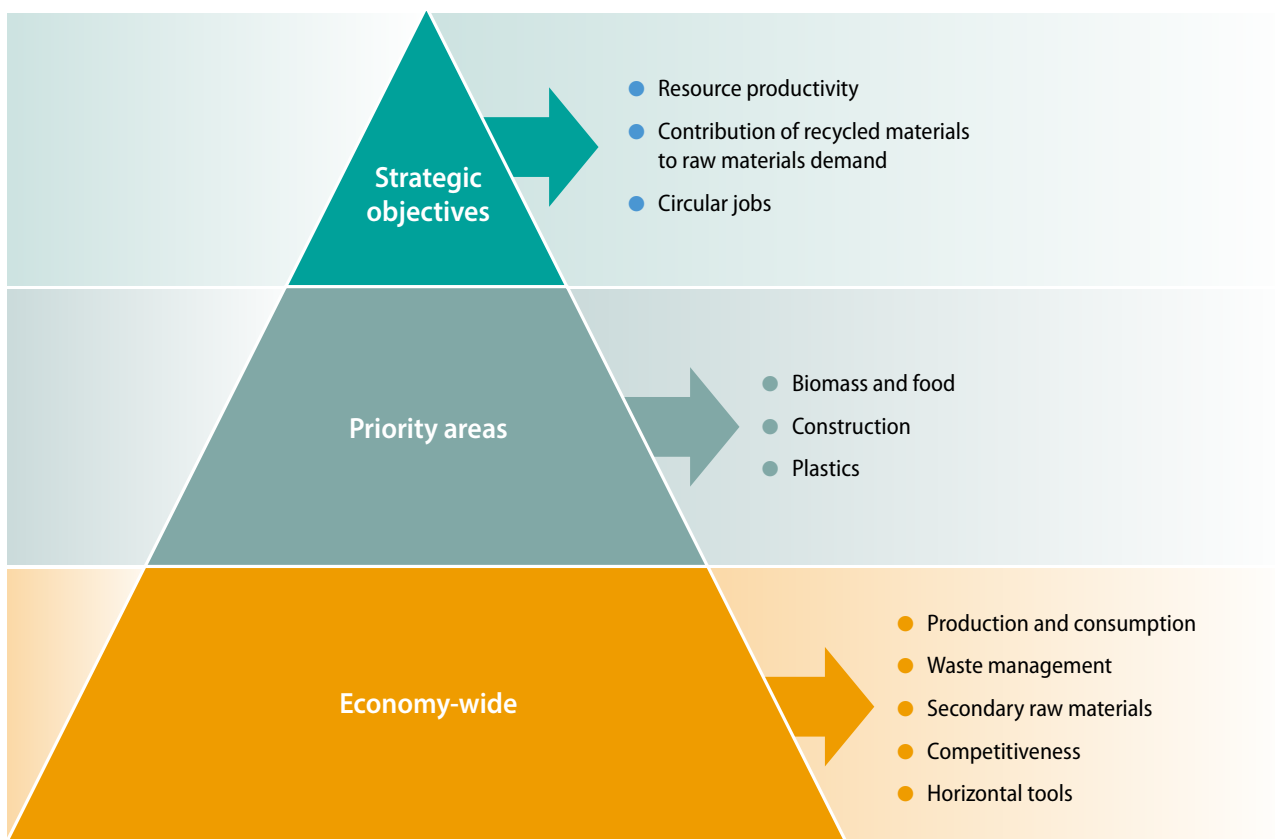 Strategic
objectives
Resource productivity
Contribution of recycled materials
to raw materials demand
Circular jobs
Priority areas
Biomass and food
Construction
Plastics
Economy-wide
Production and consumption
Waste management
Secondary raw materials
Competitiveness
Horizontal tools